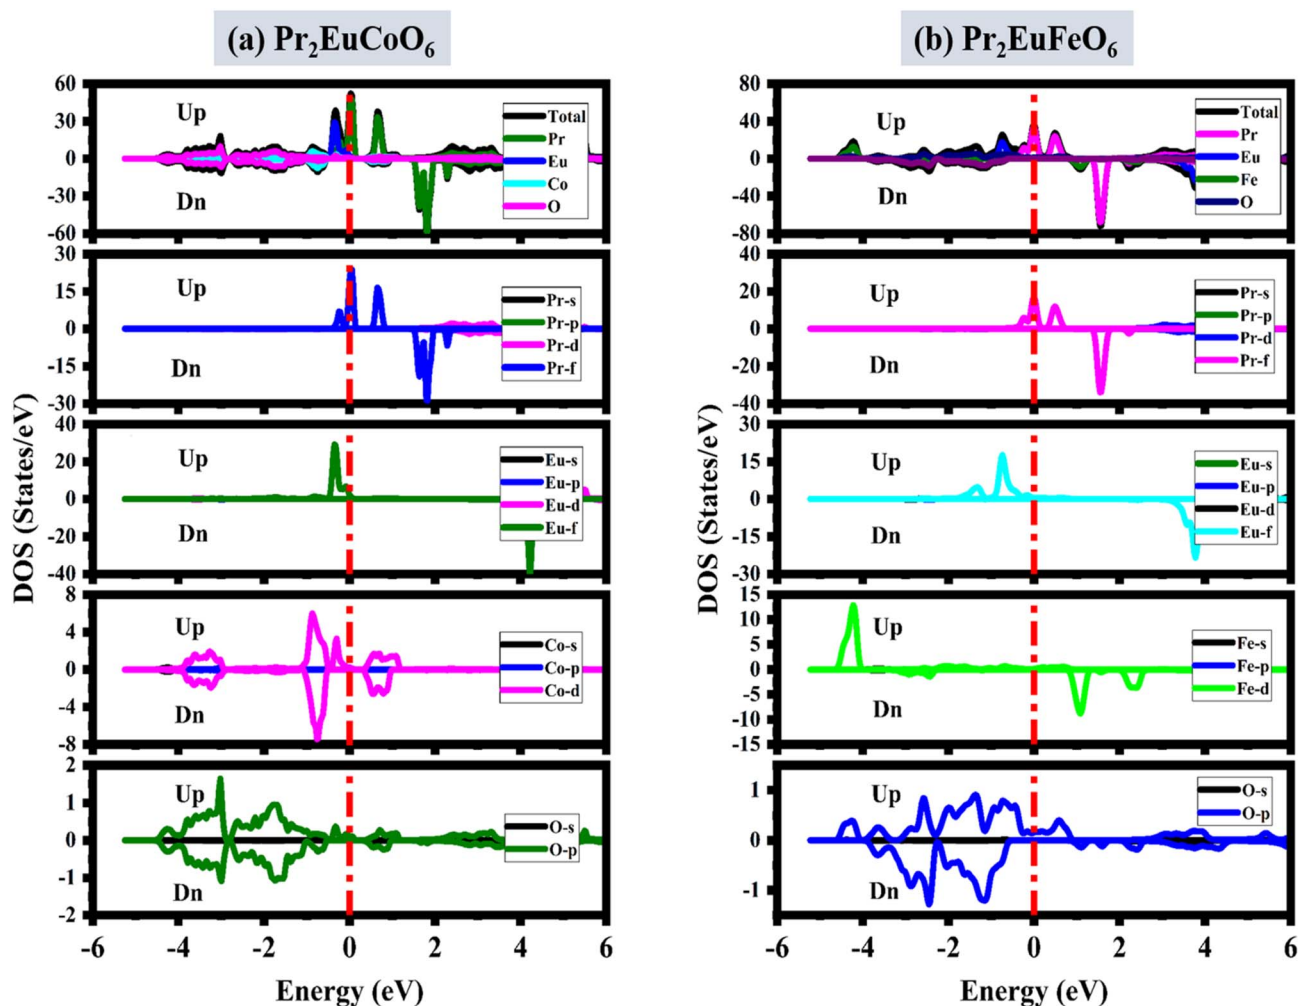 (a) Pr₂EuCoO₆
60
30
0
-30
-60
Up
Dn
Total
Pr
Eu
Co
O
30
15
0
-15
-30
Up
Dn
Pr-s
Pr-p
Pr-d
Pr-f
40
20
0
-20
-40
Up
Dn
Eu-s
Eu-p
Eu-d
Eu-f
8
4
0
-4
-8
Up
Dn
Co-s
Co-p
Co-d
2
1
0
-1
-2
Up
Dn
O-s
O-p
-6 -4 -2 0 2 4 6
DOS (States/eV)
Energy (eV)
(b) Pr₂EuFeO₆
80
40
0
-40
-80
Up
Dn
Total
Pr
Eu
Fe
O
40
20
0
-20
-40
Up
Dn
Pr-s
Pr-p
Pr-d
Pr-f
30
15
0
-15
-30
Up
Dn
Eu-s
Eu-p
Eu-d
Eu-f
15
10
5
0
-5
-10
-15
Up
Dn
Fe-s
Fe-p
Fe-d
1
0
-1
Up
Dn
O-s
O-p
-6 -4 -2 0 2 4 6
DOS (States/eV)
Energy (eV)